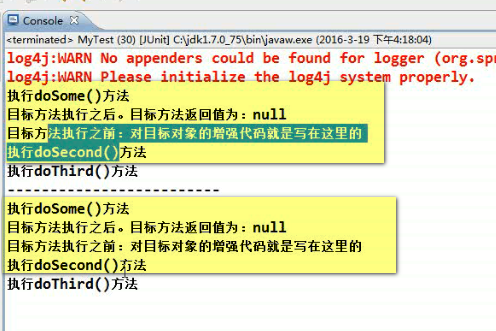 Console
<terminated> MyTest (30) [JUnit] C:\jdk1.7.0_75\bin\javaw.exe (2016-3-19 下午4:18:04)
log4j:WARN No appenders could be found for logger (org.spr
log4j:WARN Please initialize the log4j system properly.
执行doSome()方法
目标方法执行之后。目标方法返回值为：null
目标方法执行之前：对目标对象的增强代码就是写在这里的
执行doSecond()方法
执行doThird()方法
-------------------------
执行doSome()方法
目标方法执行之后。目标方法返回值为：null
目标方法执行之前：对目标对象的增强代码就是写在这里的
执行doSecond()方法
执行doThird()方法